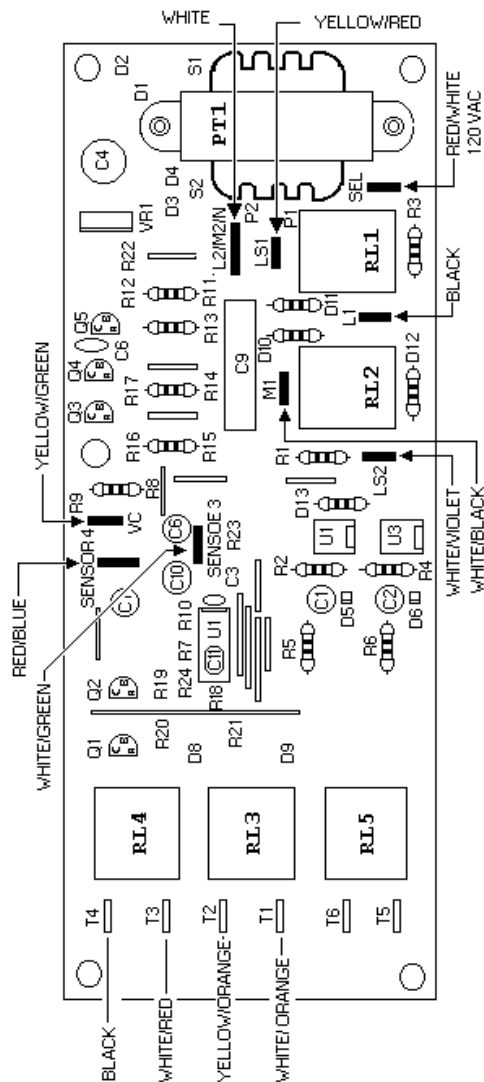 WHITE
YELLOW/RED
D2
D1
S1
PT1
C4
D4
D3
S2
VR1
L2/M2/N
P2
LS1
P1
SEL
RED/WHITE
120 VAC
R22
R12
R11
RL1
R3
Q5
C6
R13
D11
D10
L1
BLACK
Q4
R17
R14
C9
M1
RL2
D12
Q3
R16
R15
YELLOW/GREEN
R9
R8
R1
LS2
WHITE/VIOLET
WHITE/BLACK
VC
SENSOR 4
RED/BLUE
C6
SENSOE 3
R23
D13
U1
U3
C1
C10
C3
R2
R4
WHITE/GREEN
R10
R7
U1
C11
C1
D5
C2
D6
R5
R6
Q2
R19
R24
R18
Q1
R20
D8
R21
D9
RL4
RL3
RL5
T4
T3
T2
T1
T6
T5
BLACK
WHITE/RED
YELLOW/ORANGE
WHITE/ORANGE